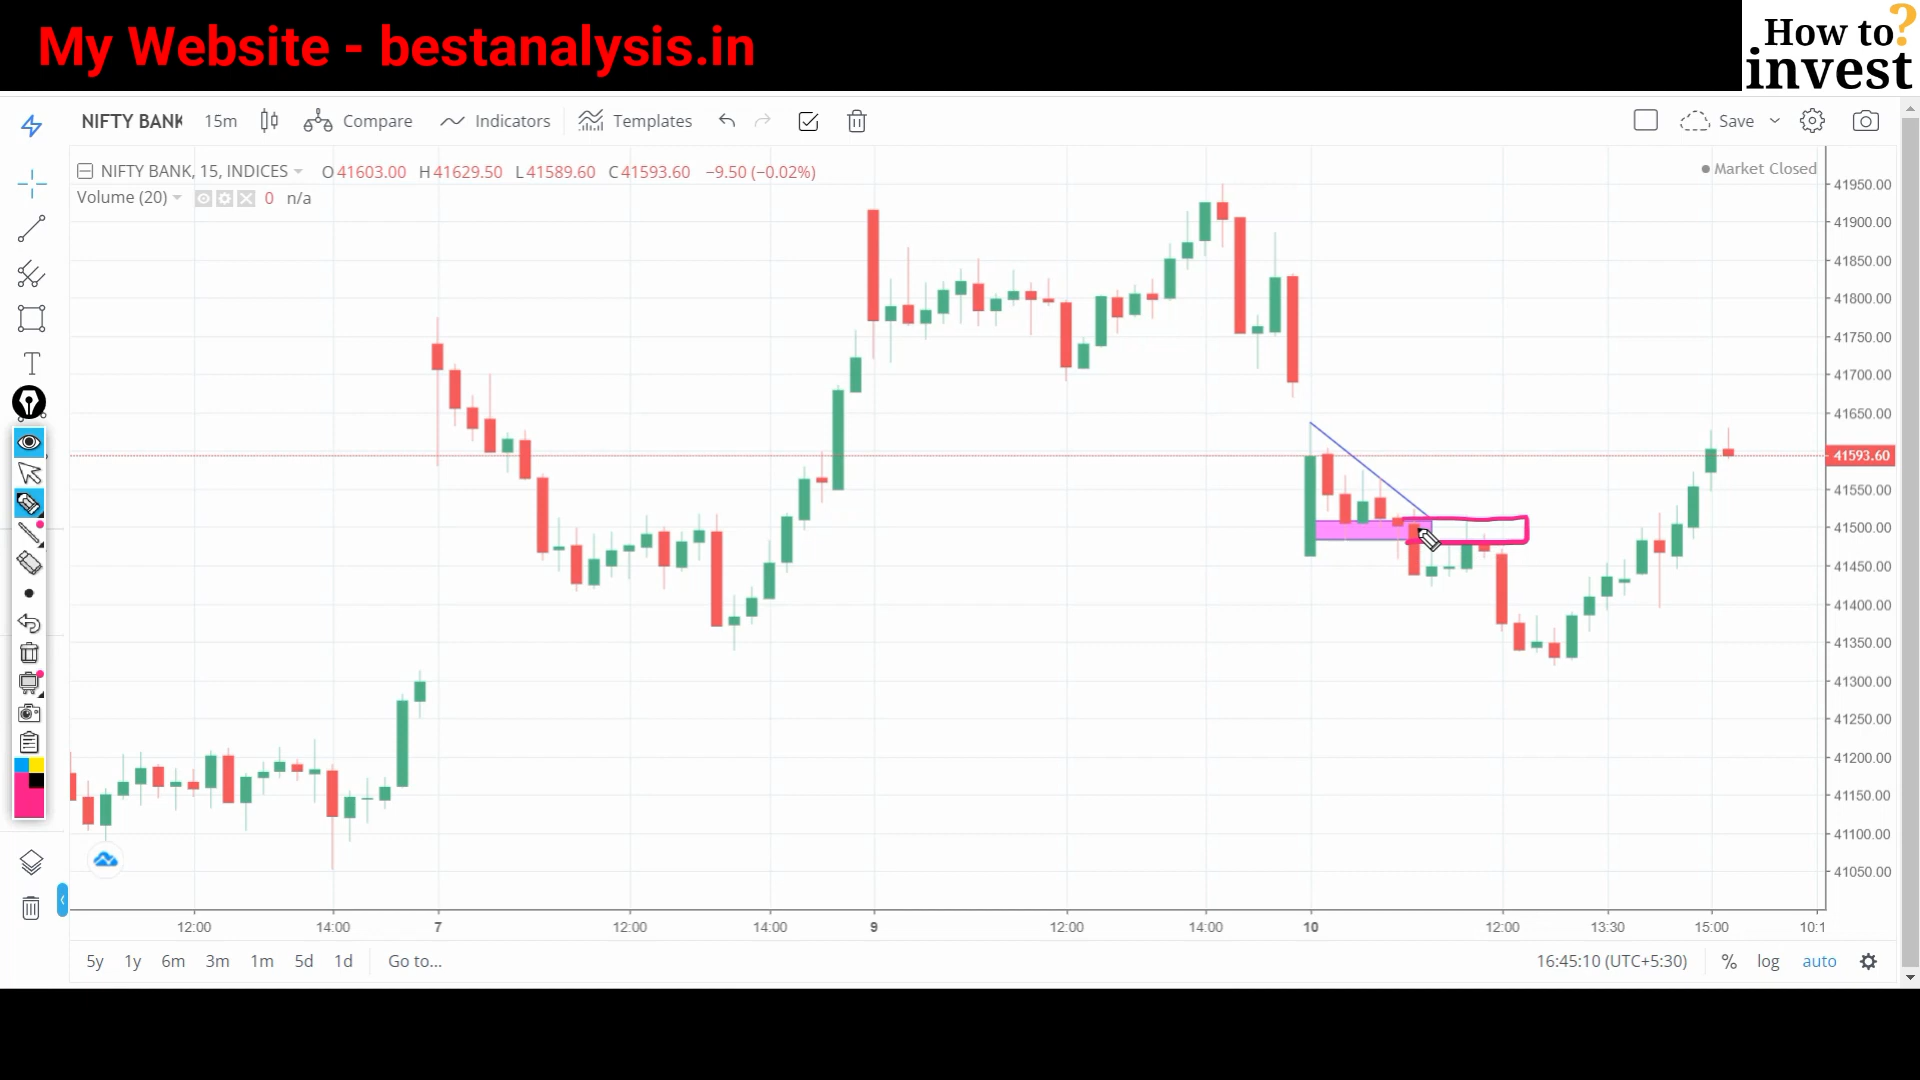 My Website - bestanalysis.in
How to?
invest
NIFTY BANK 15m Compare Indicators Templates Save
NIFTY BANK, 15, INDICES O41603.00 H41629.50 L41589.60 C41593.60 −9.50 (−0.02%)
Market Closed
Volume (20) 0 n/a
41950.00
41900.00
41850.00
41800.00
41750.00
41700.00
41650.00
41593.60
41550.00
41500.00
41450.00
41400.00
41350.00
41300.00
41250.00
41200.00
41150.00
41100.00
41050.00
12:00 14:00 7 12:00 14:00 9 12:00 14:00 10 12:00 13:30 15:00 10:1
5y 1y 6m 3m 1m 5d 1d Go to... 16:45:10 (UTC+5:30) % log auto
T